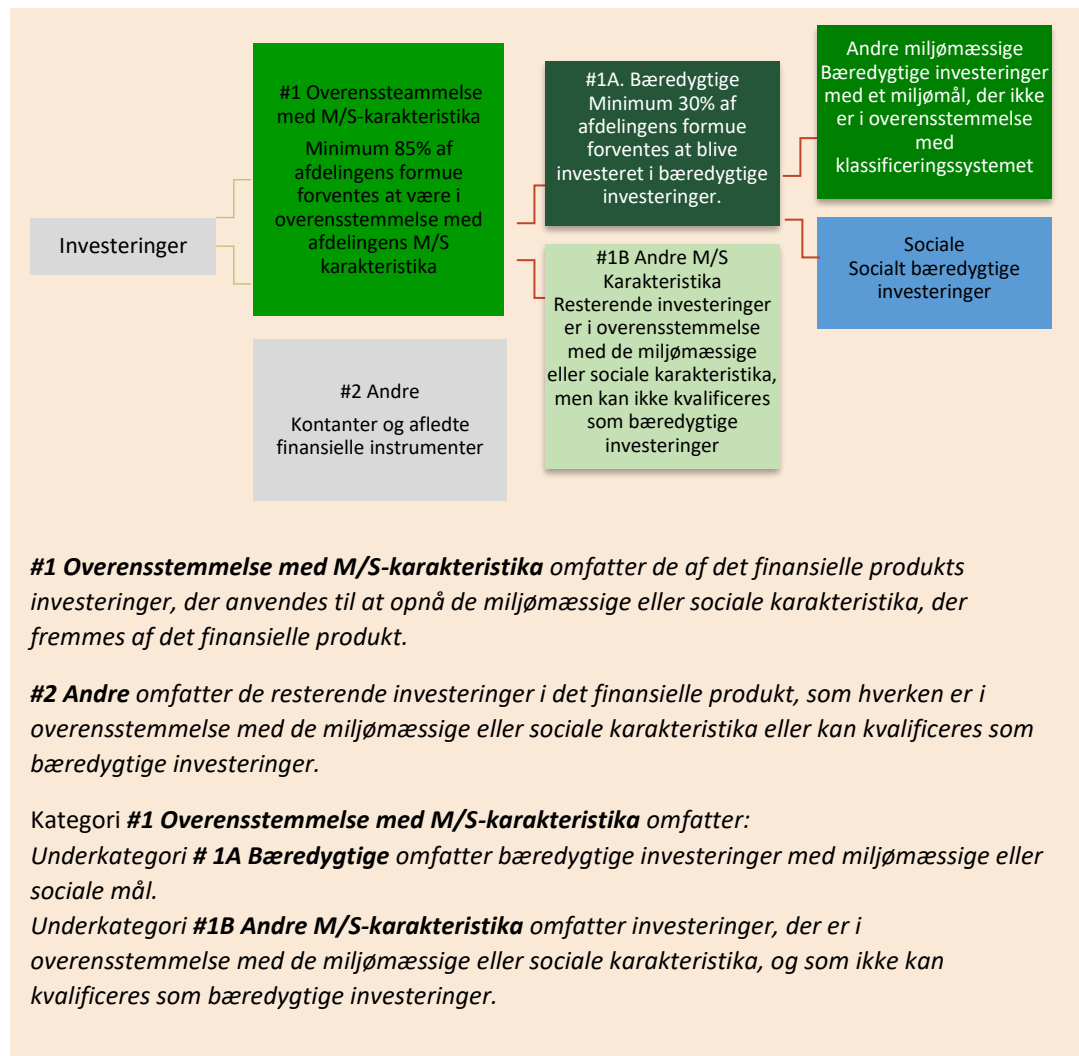 Investeringer
#1 Overenssteammelse
med M/S-karakteristika
Minimum 85% af
afdelingens formue
forventes at være i
overensstemmelse med
afdelingens M/S
karakteristika
#2 Andre
Kontanter og afledte
finansielle instrumenter
#1A. Bæredygtige
Minimum 30% af
afdelingens formue
forventes at blive
investeret i bæredygtige
investeringer.
#1B Andre M/S
Karakteristika
Resterende investeringer
er i overensstemmelse
med de miljømæssige
eller sociale karakteristika,
men kan ikke kvalificeres
som bæredygtige
investeringer
Andre miljømæssige
Bæredygtige investeringer
med et miljømål, der ikke
er i overensstemmelse
med
klassificeringssystemet
Sociale
Socialt bæredygtige
investeringer
#1 Overensstemmelse med M/S-karakteristika omfatter de af det finansielle produkts
investeringer, der anvendes til at opnå de miljømæssige eller sociale karakteristika, der
fremmes af det finansielle produkt.
#2 Andre omfatter de resterende investeringer i det finansielle produkt, som hverken er i
overensstemmelse med de miljømæssige eller sociale karakteristika eller kan kvalificeres som
bæredygtige investeringer.
Kategori #1 Overensstemmelse med M/S-karakteristika omfatter:
Underkategori # 1A Bæredygtige omfatter bæredygtige investeringer med miljømæssige eller
sociale mål.
Underkategori #1B Andre M/S-karakteristika omfatter investeringer, der er i
overensstemmelse med de miljømæssige eller sociale karakteristika, og som ikke kan
kvalificeres som bæredygtige investeringer.